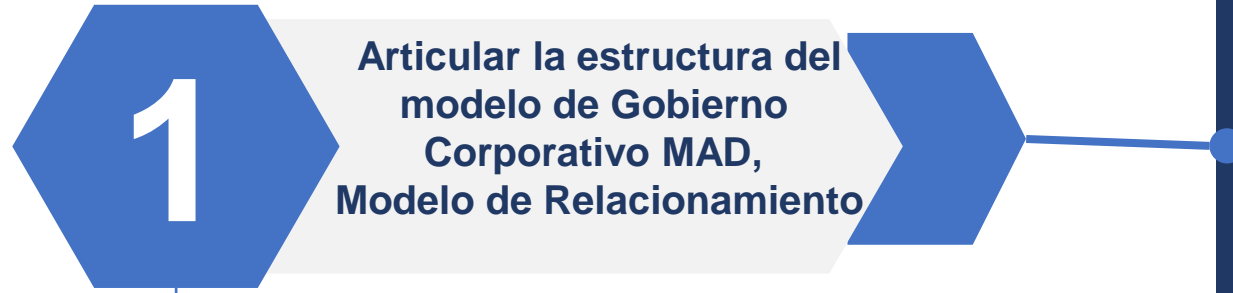 1
Articular la estructura del
modelo de Gobierno
Corporativo MAD,
Modelo de Relacionamiento